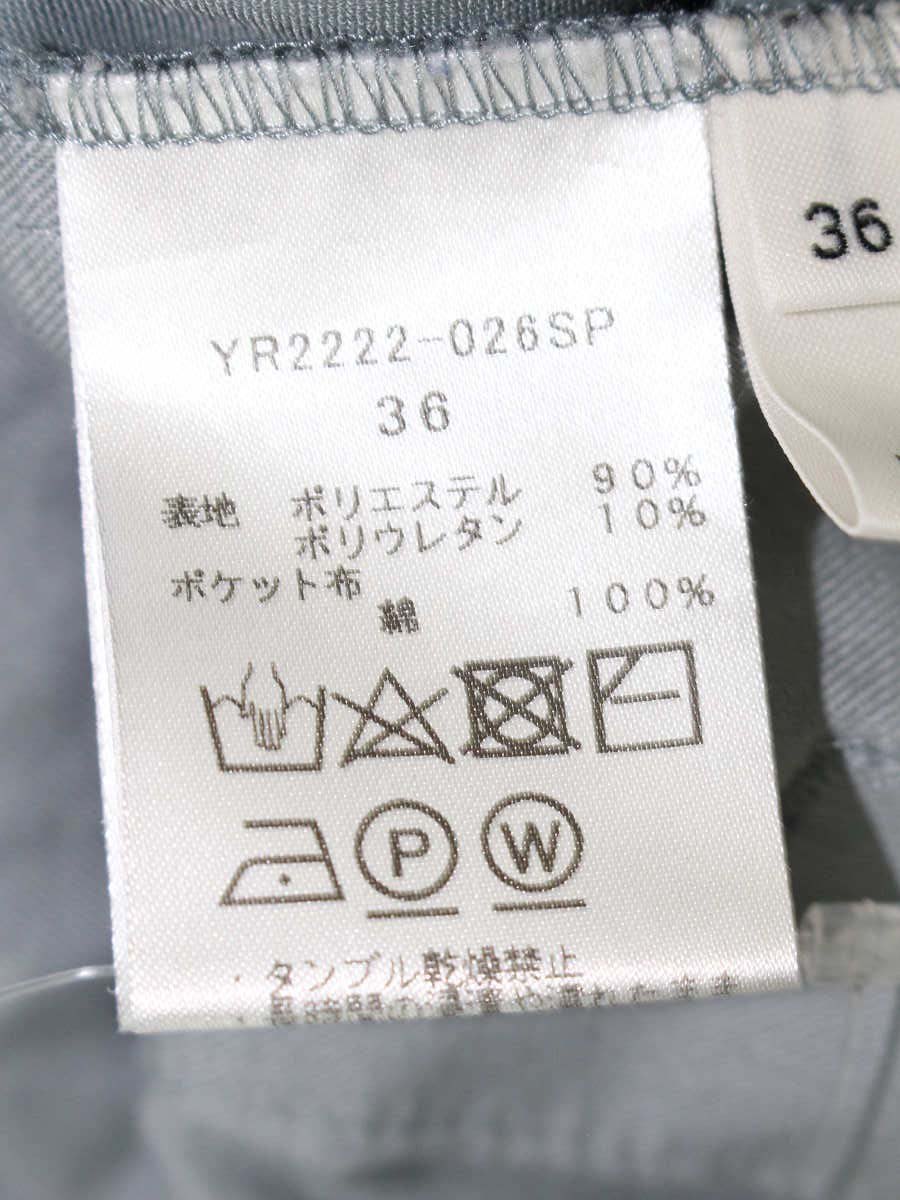 YR2222-026SP
36
表地 ポリエステル 90%
ポリウレタン 10%
ポケット布
綿 100%
P W
・タンブル乾燥禁止
36